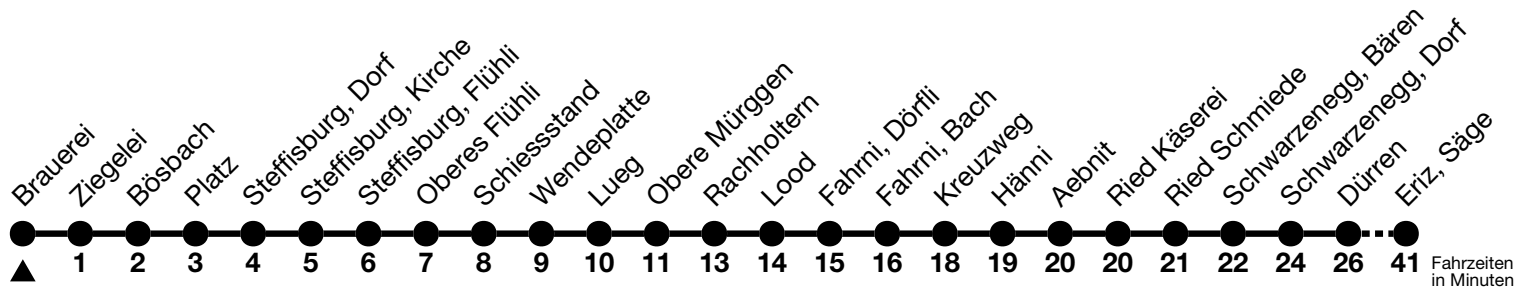 Brauerei
Ziegelei
Bösbach
Platz
Steffisburg, Dorf
Steffisburg, Kirche
Steffisburg, Flühli
Oberes Flühli
Schiessstand
Wendeplatte
Lueg
Obere Mürggen
Rachholtern
Lood
Fahrni, Dörfli
Fahrni, Bach
Kreuzweg
Hänni
Aebnit
Ried Käserei
Ried Schmiede
Schwarzenegg, Bären
Schwarzenegg, Dorf
Dürren
Eriz, Säge
1 2 3 4 5 6 7 8 9 10 11 13 14 15 16 18 19 20 20 21 22 24 26 41
Fahrzeiten
in Minuten